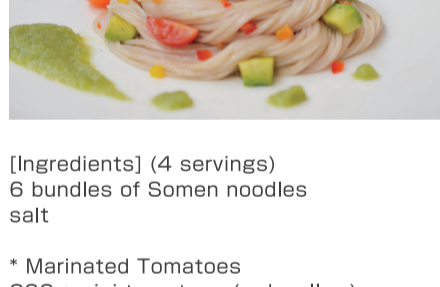 [Ingredients] (4 servings)
6 bundles of Somen noodles
salt
* Marinated Tomatoes